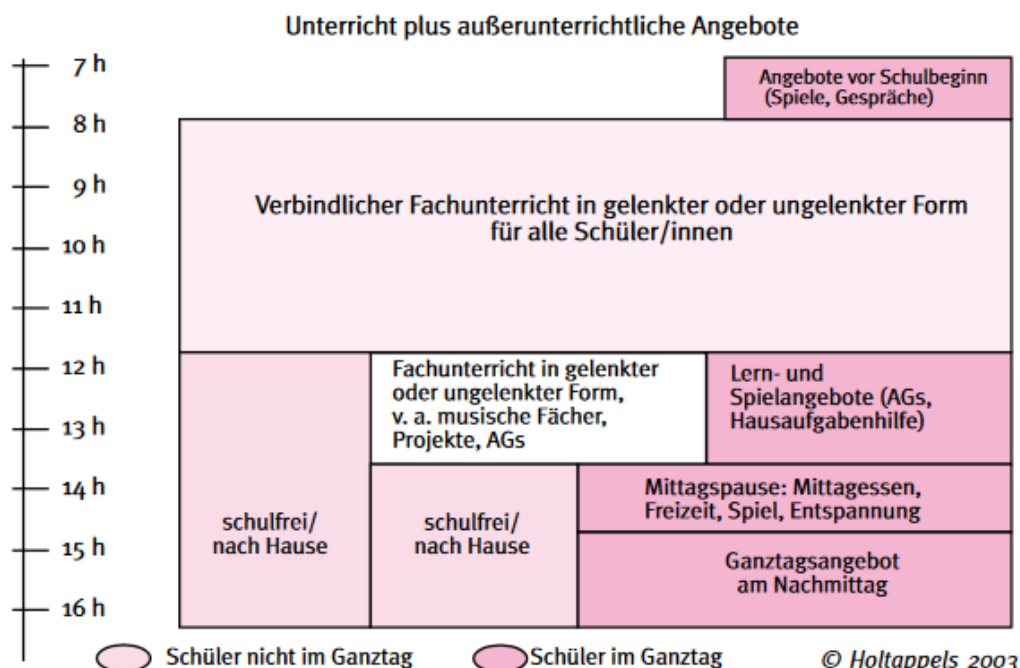 Unterricht plus außerunterrichtliche Angebote
7 h
Angebote vor Schulbeginn
(Spiele, Gespräche)
8 h
9 h
Verbindlicher Fachunterricht in gelenkter oder ungelenkter Form
für alle Schüler/innen
10 h
11 h
12 h
Fachunterricht in gelenkter
oder ungelenkter Form,
v. a. musische Fächer,
Projekte, AGs
Lern- und
Spielangebote (AGs,
Hausaufgabenhilfe)
13 h
14 h
Mittagspause: Mittagessen,
Freizeit, Spiel, Entspannung
schulfrei/
nach Hause
schulfrei/
nach Hause
15 h
Ganztagsangebot
am Nachmittag
16 h
Schüler nicht im Ganztag
Schüler im Ganztag
© Holtappels 2003